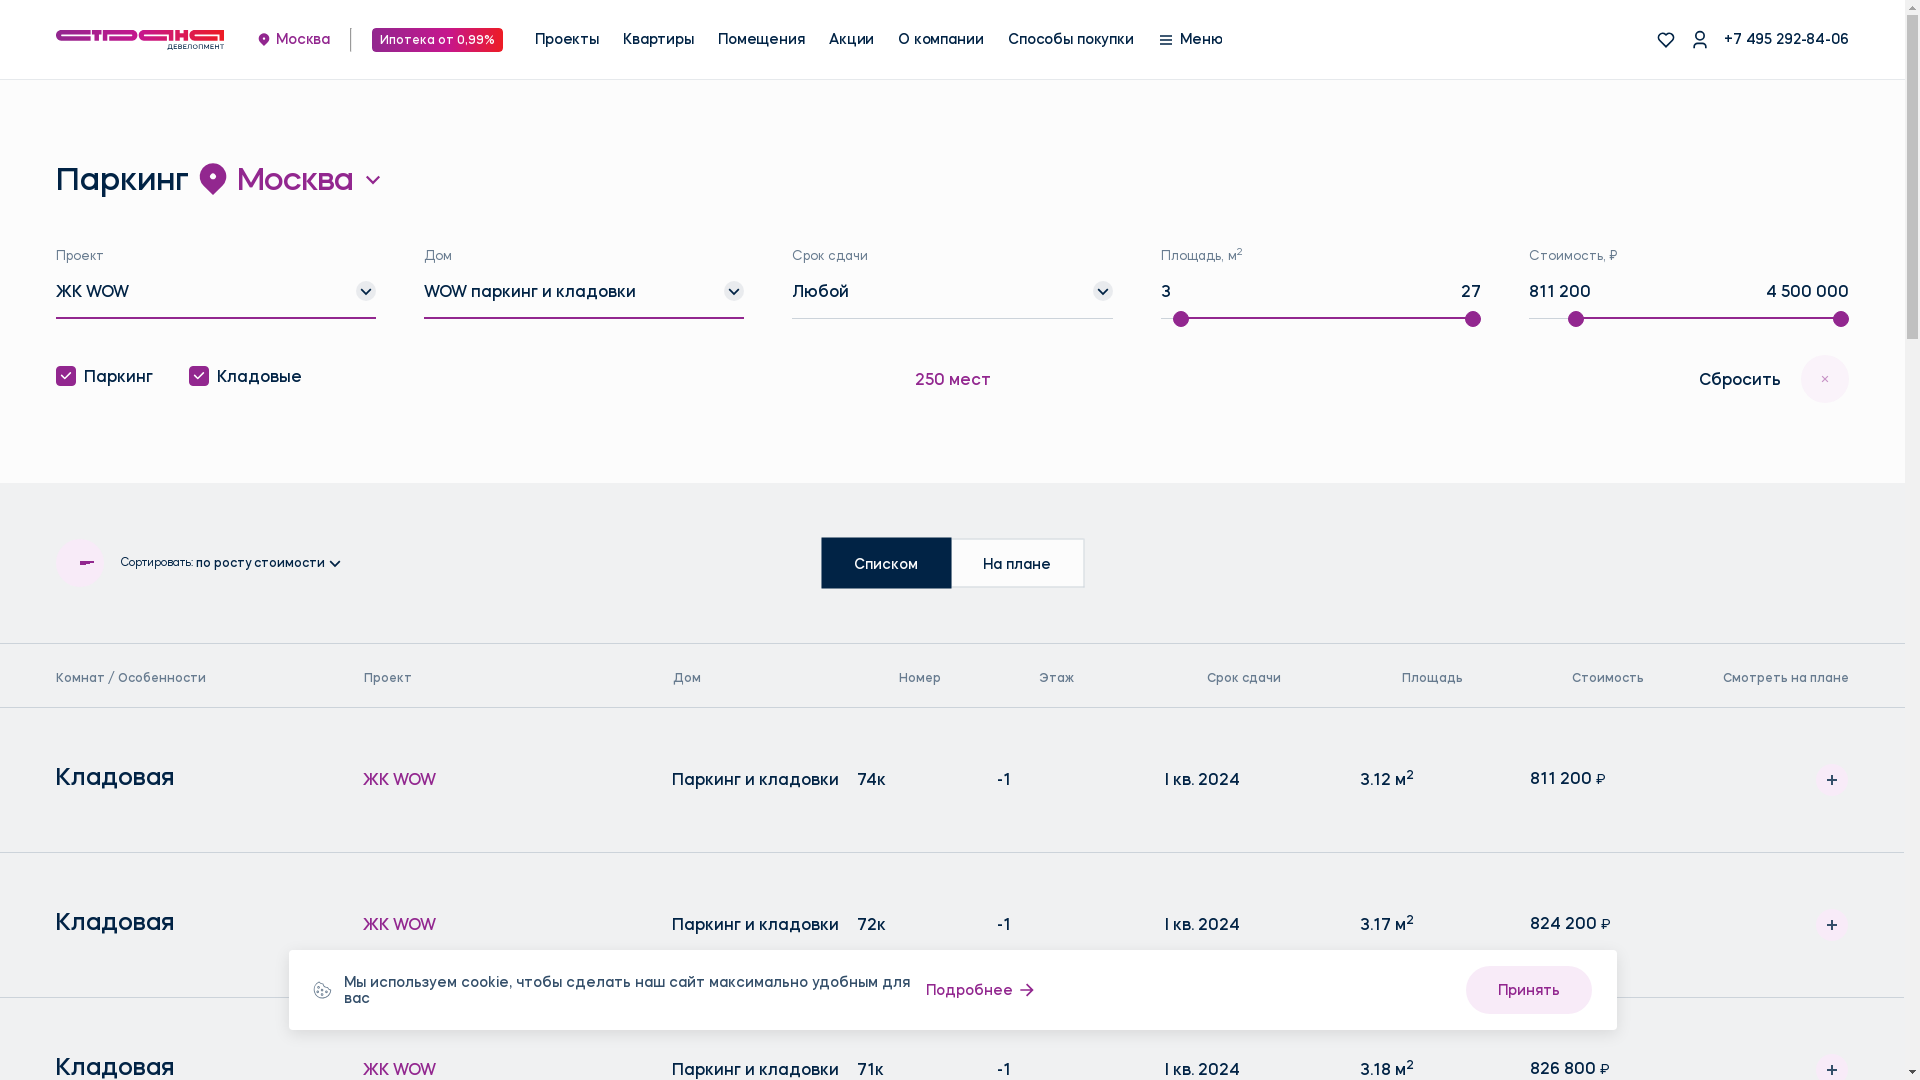 страна
ДЕВЕЛОПМЕНТ
Москва
Ипотека от 0,99%
Проекты
Квартиры
Помещения
Акции
О компании
Способы покупки
Меню
+7 495 292-84-06
Паркинг Москва
Проект
Дом
Срок сдачи
Площадь, м²
Стоимость, ₽
ЖК WOW
WOW паркинг и кладовки
Любой
3 27
811 200 4 500 000
Паркинг
Кладовые
250 мест
Сбросить
Сортировать: по росту стоимости
Списком
На плане
Комнат / Особенности Проект Дом Номер Этаж Срок сдачи Площадь Стоимость Смотреть на плане
Кладовая ЖК WOW Паркинг и кладовки 74к -1 I кв. 2024 3.12 м² 811 200 ₽
Кладовая ЖК WOW Паркинг и кладовки 72к -1 I кв. 2024 3.17 м² 824 200 ₽
Мы используем cookie, чтобы сделать наш сайт максимально удобным для
вас
Подробнее
Принять
Кладовая ЖК WOW Паркинг и кладовки 71к -1 I кв. 2024 3.18 м² 826 800 ₽